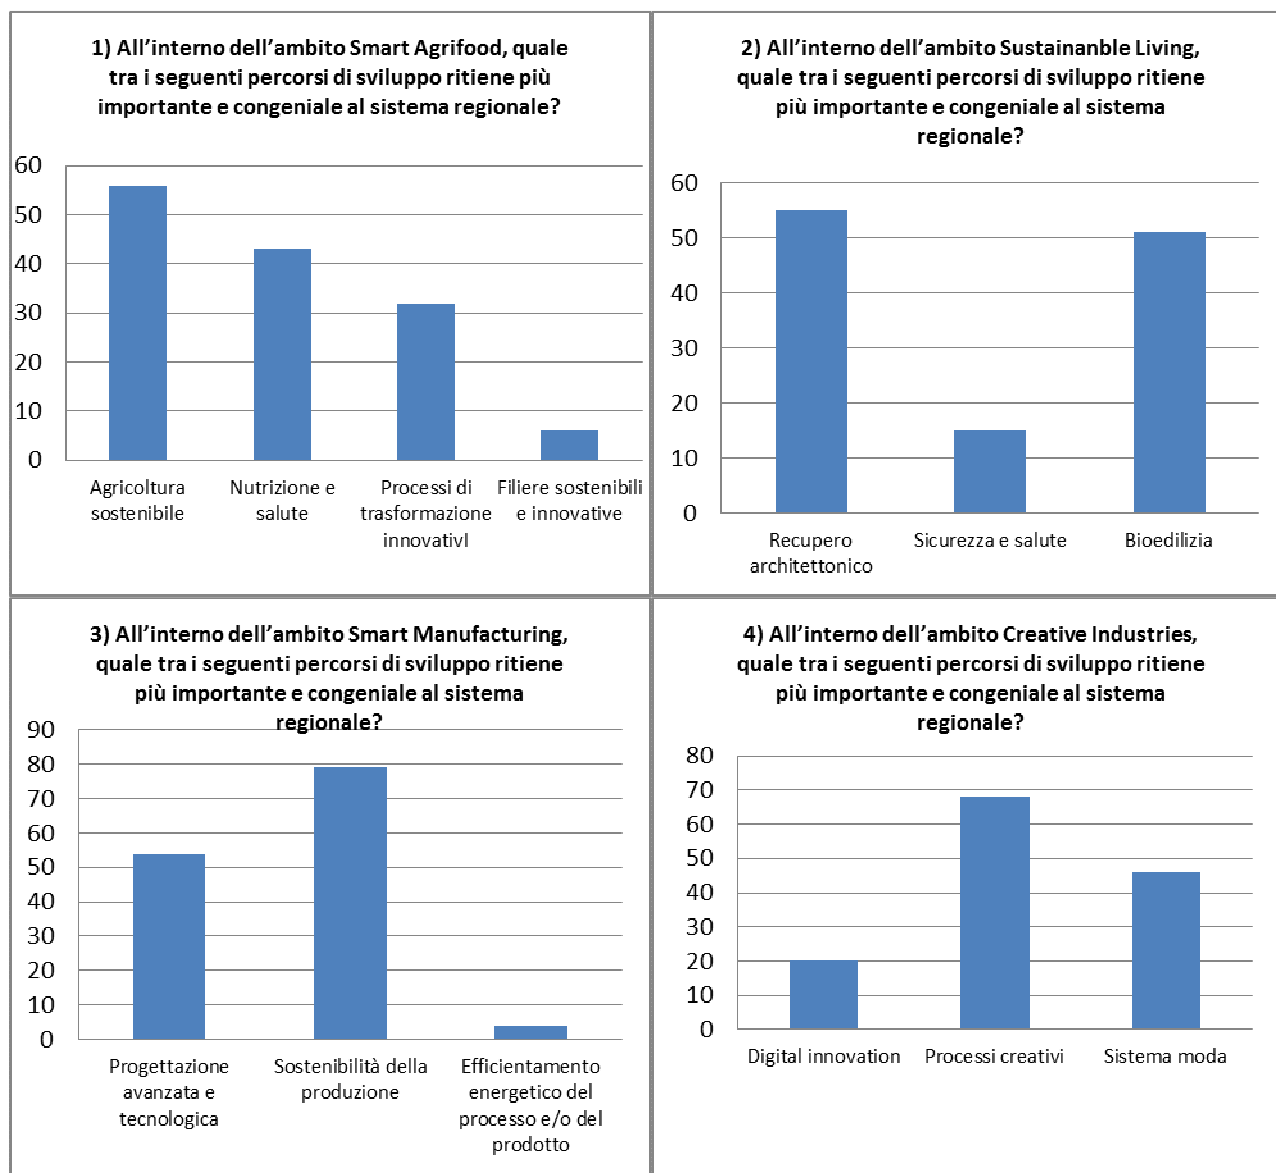 1) All’interno dell’ambito Smart Agrifood, quale
tra i seguenti percorsi di sviluppo ritiene più
importante e congeniale al sistema regionale?
60
50
40
30
20
10
0
Agricoltura
sostenibile
Nutrizione e
salute
Processi di
trasformazione
innovativI
Filiere sostenibili
e innovative
2) All’interno dell’ambito Sustainanble Living,
quale tra i seguenti percorsi di sviluppo ritiene
più importante e congeniale al sistema
regionale?
60
50
40
30
20
10
0
Recupero
architettonico
Sicurezza e salute
Bioedilizia
3) All’interno dell’ambito Smart Manufacturing,
quale tra i seguenti percorsi di sviluppo ritiene
più importante e congeniale al sistema
regionale?
90
80
70
60
50
40
30
20
10
0
Progettazione
avanzata e
tecnologica
Sostenibilità della
produzione
Efficientamento
energetico del
processo e/o del
prodotto
4) All’interno dell’ambito Creative Industries,
quale tra i seguenti percorsi di sviluppo ritiene
più importante e congeniale al sistema
regionale?
80
70
60
50
40
30
20
10
0
Digital innovation
Processi creativi
Sistema moda